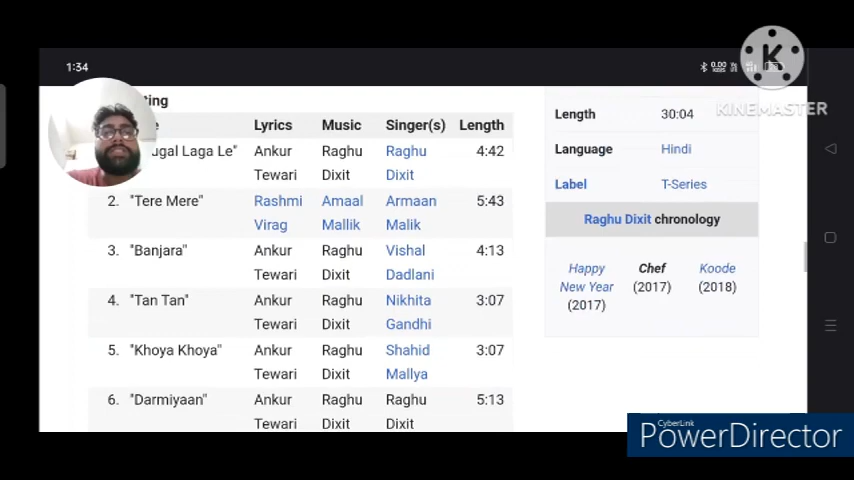 1:34
0.00
K
KINEMASTER
ting
Lyrics Music Singer(s) Length
ugal Laga Le" Ankur Raghu Raghu 4:42
Tewari Dixit Dixit
2. "Tere Mere" Rashmi Amaal Armaan 5:43
Virag Mallik Malik
3. "Banjara" Ankur Raghu Vishal 4:13
Tewari Dixit Dadlani
4. "Tan Tan" Ankur Raghu Nikhita 3:07
Tewari Dixit Gandhi
5. "Khoya Khoya" Ankur Raghu Shahid 3:07
Tewari Dixit Mallya
6. "Darmiyaan" Ankur Raghu Raghu 5:13
Tewari Dixit Dixit
Length 30:04
Language Hindi
Label T-Series
Raghu Dixit chronology
Happy Chef Koode
New Year (2017) (2018)
(2017)
CyberLink
PowerDirector